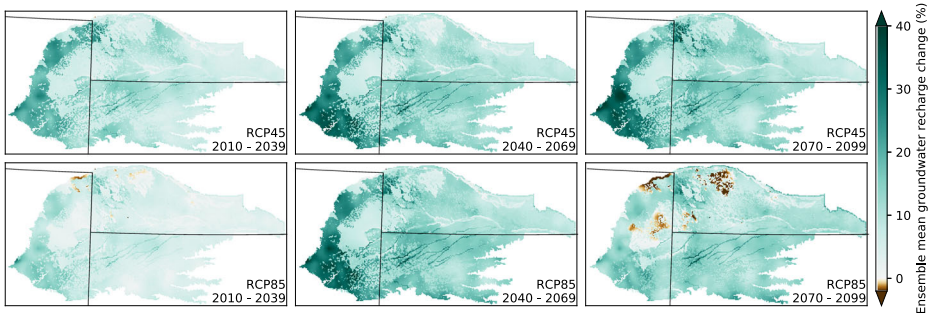 RCP45
2010 - 2039
RCP45
2040 - 2069
RCP45
2070 - 2099
RCP85
2010 - 2039
RCP85
2040 - 2069
RCP85
2070 - 2099
40
30
20
10
0
Ensemble mean groundwater recharge change (%)